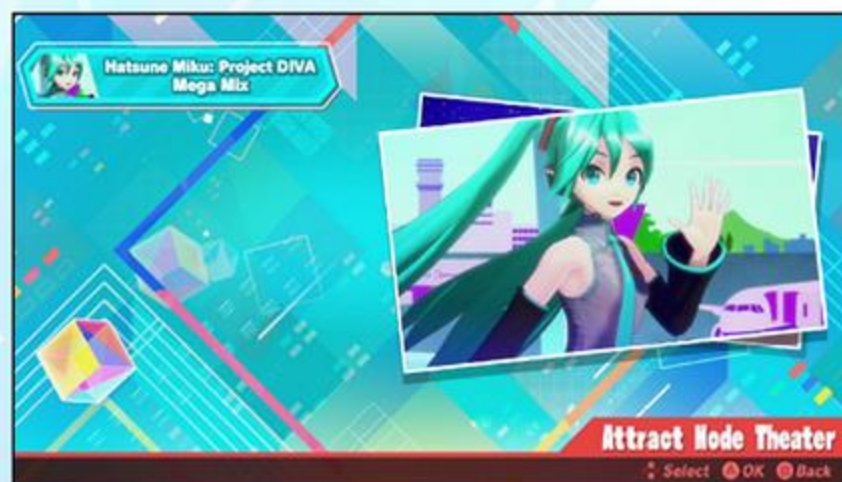 Hatsune Miku: Project DIVA
Mega Mix
Attract Mode Theater
Select A OK B Back